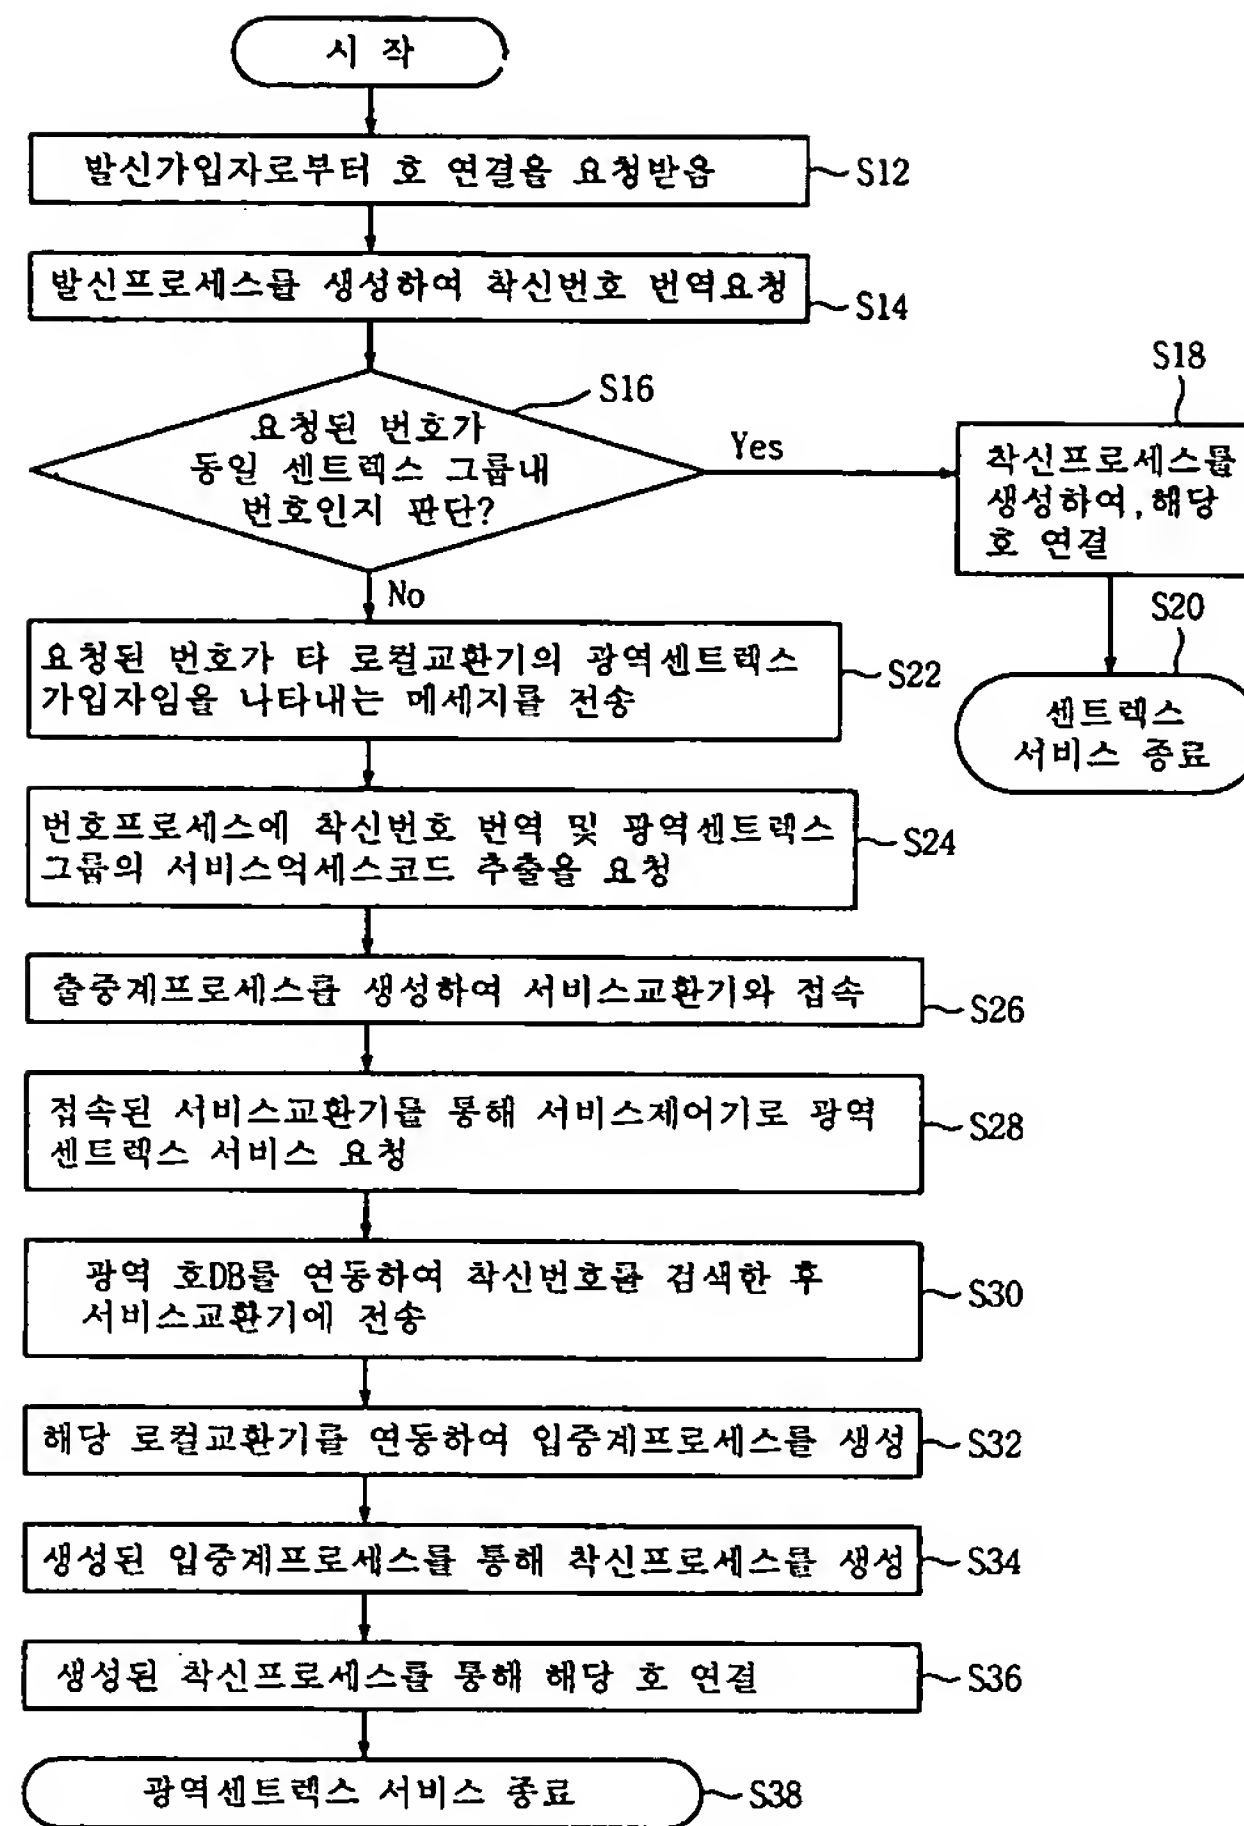 시 작
발신가입자로부터 호 연결을 요청받음
S12
발신프로세스를 생성하여 착신번호 번역요청
S14
S16
요청된 번호가
동일 센트렉스 그룹내
번호인지 판단?
Yes
No
S18
착신프로세스를
생성하여,해당
호 연결
S20
센트렉스
서비스 종료
요청된 번호가 타 로컬교환기의 광역센트렉스
가입자임을 나타내는 메세지를 전송
S22
번호프로세스에 착신번호 번역 및 광역센트렉스
그룹의 서비스억세스코드 추출을 요청
S24
출중계프로세스를 생성하여 서비스교환기와 접속
S26
접속된 서비스교환기를 통해 서비스제어기로 광역
센트렉스 서비스 요청
S28
광역 호DB를 연동하여 착신번호를 검색한 후
서비스교환기에 전송
S30
해당 로컬교환기를 연동하여 입중계프로세스를 생성
S32
생성된 입중계프로세스를 통해 착신프로세스를 생성
S34
생성된 착신프로세스를 통해 해당 호 연결
S36
광역센트렉스 서비스 종료
S38